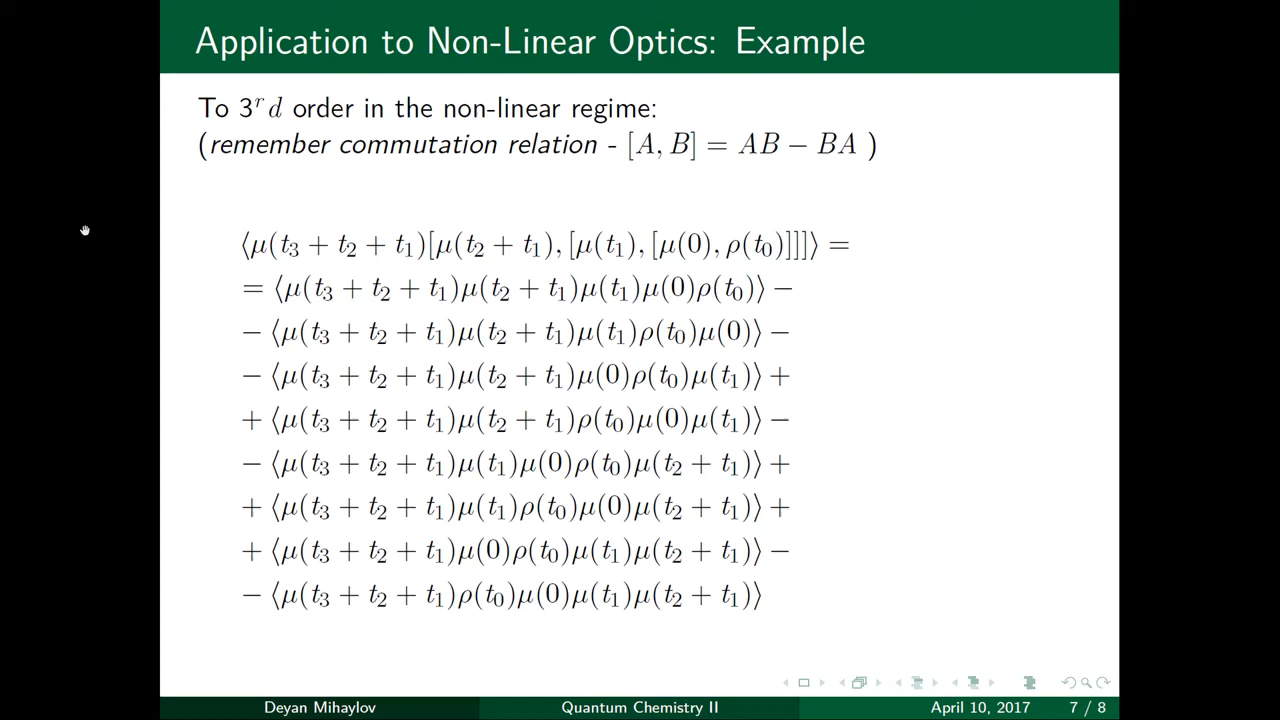 Application to Non-Linear Optics: Example
To 3^r d order in the non-linear regime:
(remember commutation relation - [A, B] = AB − BA )
⟨μ(t₃ + t₂ + t₁)[μ(t₂ + t₁), [μ(t₁), [μ(0), ρ(t₀)]]]⟩ =
= ⟨μ(t₃ + t₂ + t₁)μ(t₂ + t₁)μ(t₁)μ(0)ρ(t₀)⟩ −
− ⟨μ(t₃ + t₂ + t₁)μ(t₂ + t₁)μ(t₁)ρ(t₀)μ(0)⟩ −
− ⟨μ(t₃ + t₂ + t₁)μ(t₂ + t₁)μ(0)ρ(t₀)μ(t₁)⟩ +
+ ⟨μ(t₃ + t₂ + t₁)μ(t₂ + t₁)ρ(t₀)μ(0)μ(t₁)⟩ −
− ⟨μ(t₃ + t₂ + t₁)μ(t₁)μ(0)ρ(t₀)μ(t₂ + t₁)⟩ +
+ ⟨μ(t₃ + t₂ + t₁)μ(t₁)ρ(t₀)μ(0)μ(t₂ + t₁)⟩ +
+ ⟨μ(t₃ + t₂ + t₁)μ(0)ρ(t₀)μ(t₁)μ(t₂ + t₁)⟩ −
− ⟨μ(t₃ + t₂ + t₁)ρ(t₀)μ(0)μ(t₁)μ(t₂ + t₁)⟩
Deyan Mihaylov Quantum Chemistry II April 10, 2017 7 / 8